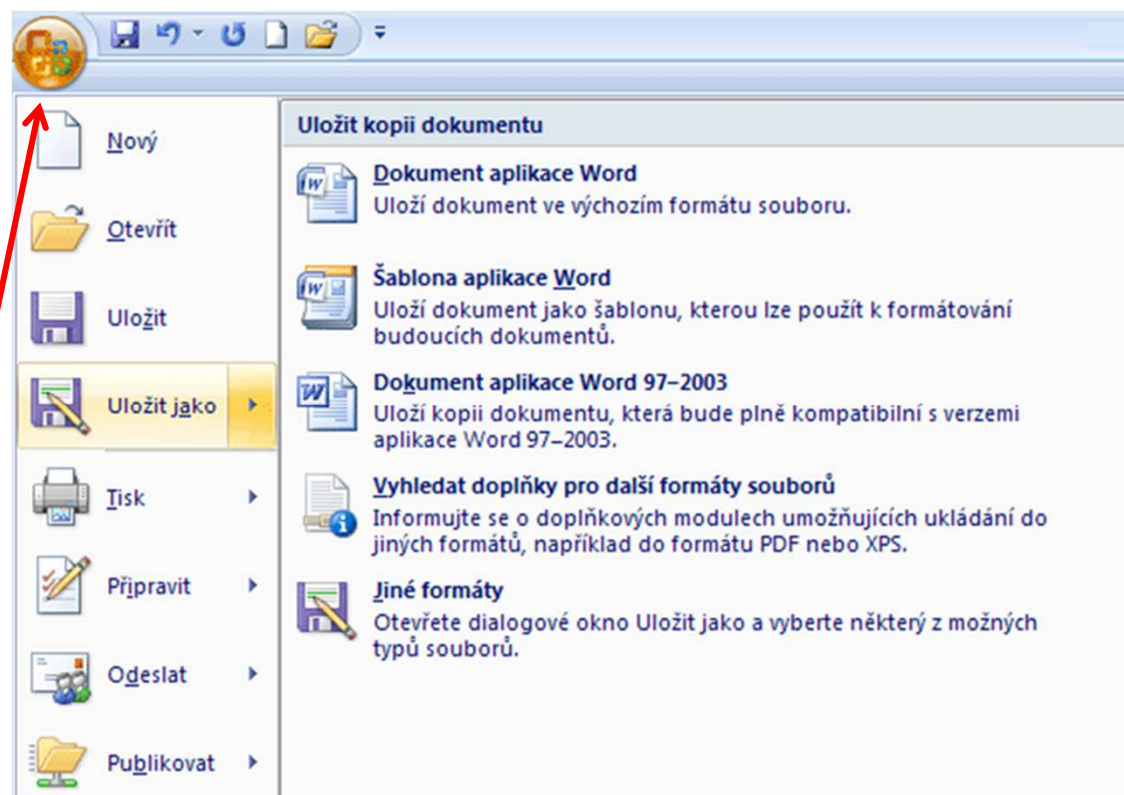 Nový
Otevřít
Uložit
Uložit jako
Tisk
Připravit
Odeslat
Publikovat
Uložit kopii dokumentu
Dokument aplikace Word
Uloží dokument ve výchozím formátu souboru.
Šablona aplikace Word
Uloží dokument jako šablonu, kterou lze použít k formátování
budoucích dokumentů.
Dokument aplikace Word 97–2003
Uloží kopii dokumentu, která bude plně kompatibilní s verzemi
aplikace Word 97–2003.
Vyhledat doplňky pro další formáty souborů
Informujte se o doplňkových modulech umožňujících ukládání do
jiných formátů, například do formátu PDF nebo XPS.
Jiné formáty
Otevřete dialogové okno Uložit jako a vyberte některý z možných
typů souborů.